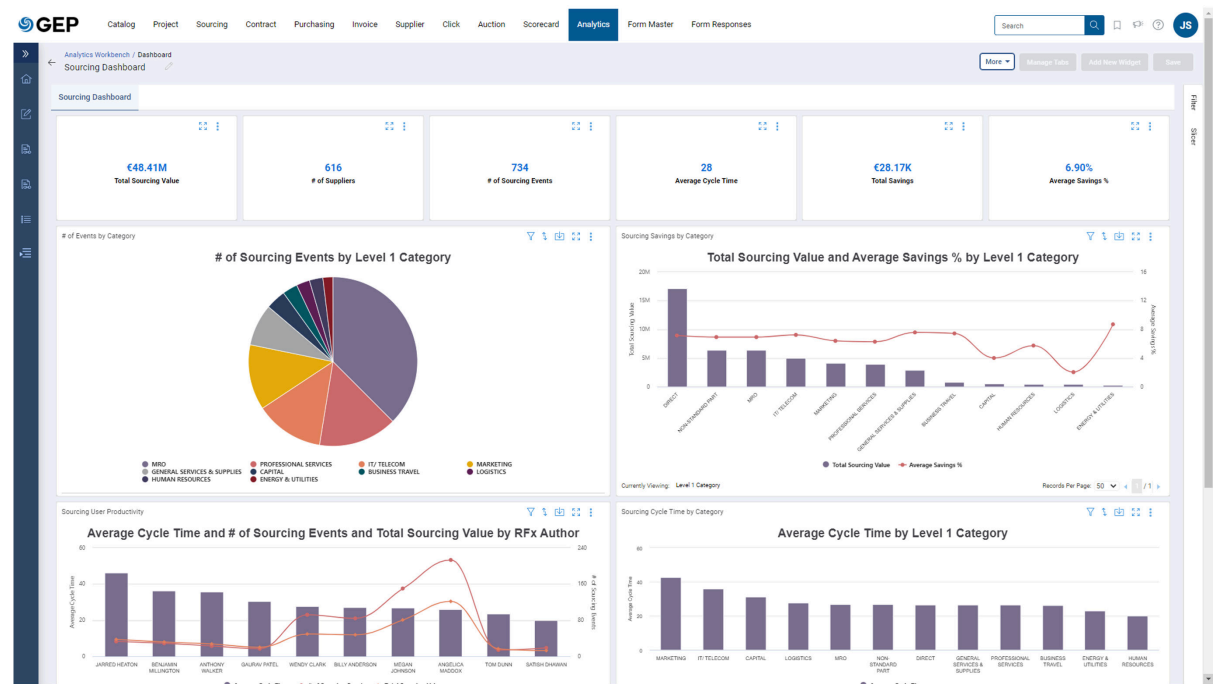 GEP
Catalog Project Sourcing Contract Purchasing Invoice Supplier Click Auction Scorecard Analytics Form Master Form Responses
Search
JS
Analytics Workbench / Dashboard
Sourcing Dashboard
More Manage Tabs Add New Widget Save
Sourcing Dashboard
Filter
Slicer
€48.41M
Total Sourcing Value
616
# of Suppliers
734
# of Sourcing Events
28
Average Cycle Time
€28.17K
Total Savings
6.90%
Average Savings %
# of Events by Category
# of Sourcing Events by Level 1 Category
MRO PROFESSIONAL SERVICES IT/ TELECOM MARKETING
GENERAL SERVICES & SUPPLIES CAPITAL BUSINESS TRAVEL LOGISTICS
HUMAN RESOURCES ENERGY & UTILITIES
Sourcing Savings by Category
Total Sourcing Value and Average Savings % by Level 1 Category
20M 16
15M 12
10M 8
5M 4
0 0
Total Sourcing Value
Average Savings %
DIRECT
NON-STANDARD PART
MRO
IT/ TELECOM
MARKETING
PROFESSIONAL SERVICES
GENERAL SERVICES & SUPPLIES
BUSINESS TRAVEL
CAPITAL
HUMAN RESOURCES
LOGISTICS
ENERGY & UTILITIES
Total Sourcing Value Average Savings %
Currently Viewing: Level 1 Category
Records Per Page 50 1 / 1
Sourcing User Productivity
Average Cycle Time and # of Sourcing Events and Total Sourcing Value by RFx Author
60 240
40 160
20 80
0 0
Average Cycle Time
# of Sourcing Events
JARRED HEATON
BENJAMIN MILLINGTON
ANTHONY WALKER
GAURAV PATEL
WENDY CLARK
BILLY ANDERSON
MEGAN JOHNSON
ANGELICA MADDOX
TOM DUNN
SATISH DHAWAN
Sourcing Cycle Time by Category
Average Cycle Time by Level 1 Category
60
40
20
0
Average Cycle Time
MARKETING
IT/ TELECOM
CAPITAL
LOGISTICS
MRO
NON-STANDARD PART
DIRECT
GENERAL SERVICES & SUPPLIES
PROFESSIONAL SERVICES
BUSINESS TRAVEL
ENERGY & UTILITIES
HUMAN RESOURCES